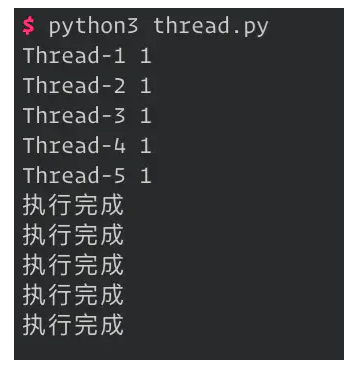 $ python3 thread.py
Thread-1 1
Thread-2 1
Thread-3 1
Thread-4 1
Thread-5 1
执行完成
执行完成
执行完成
执行完成
执行完成